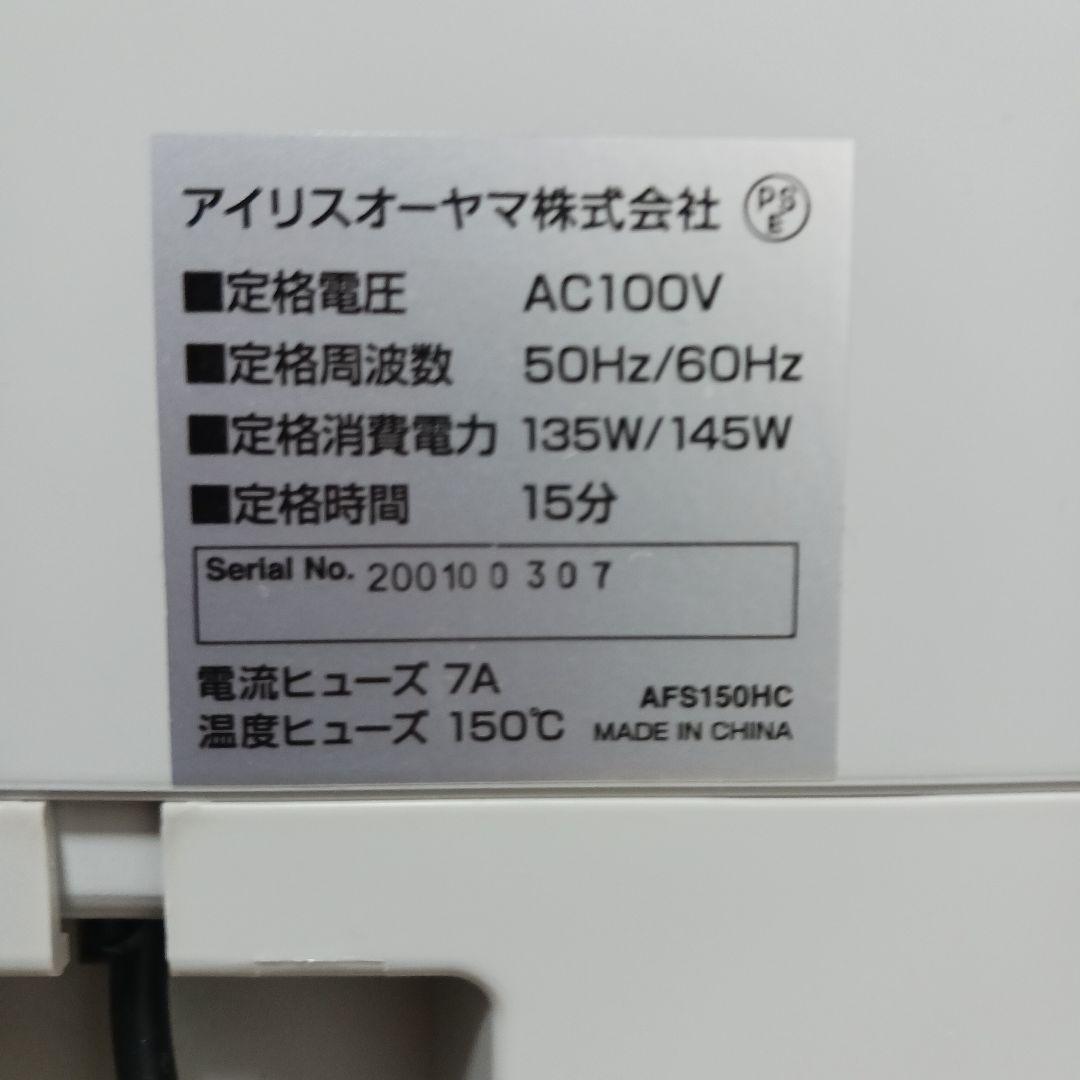 アイリスオーヤマ株式会社 PSE
■定格電圧 AC100V
■定格周波数 50Hz/60Hz
■定格消費電力 135W/145W
■定格時間 15分
Serial No. 200100307
電流ヒューズ 7A
温度ヒューズ 150℃
AFS150HC
MADE IN CHINA